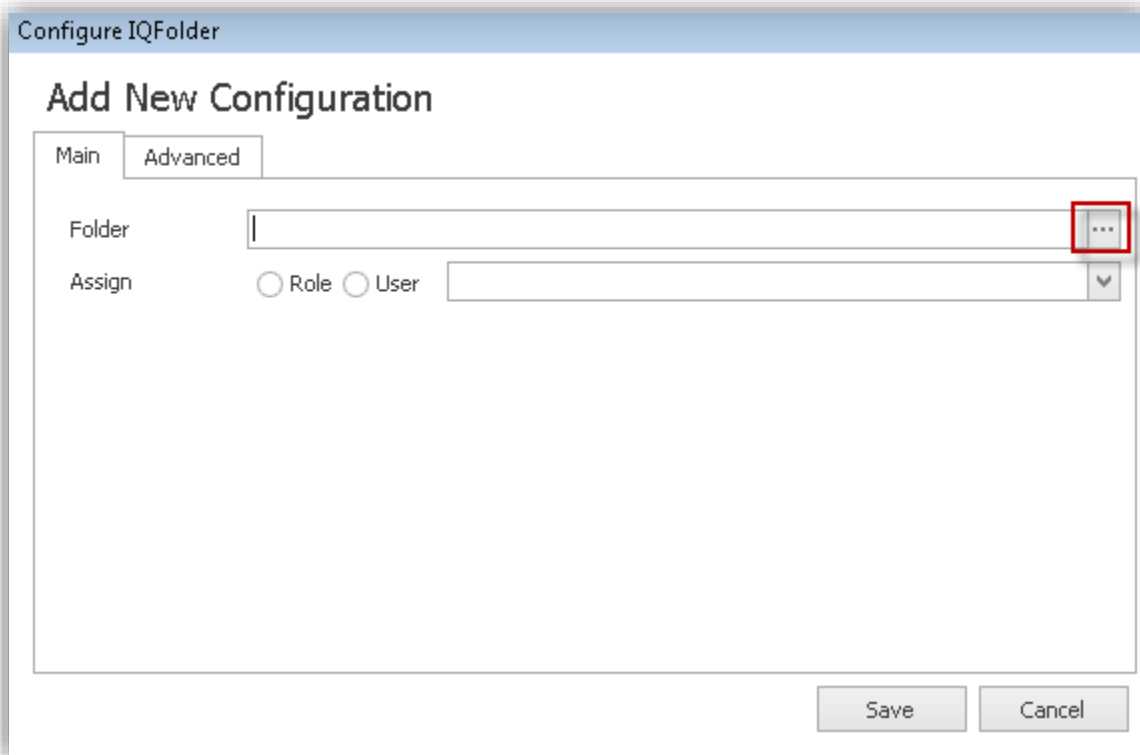 Configure IQFolder
Add New Configuration
Main Advanced
Folder ...
Assign Role User
Save Cancel